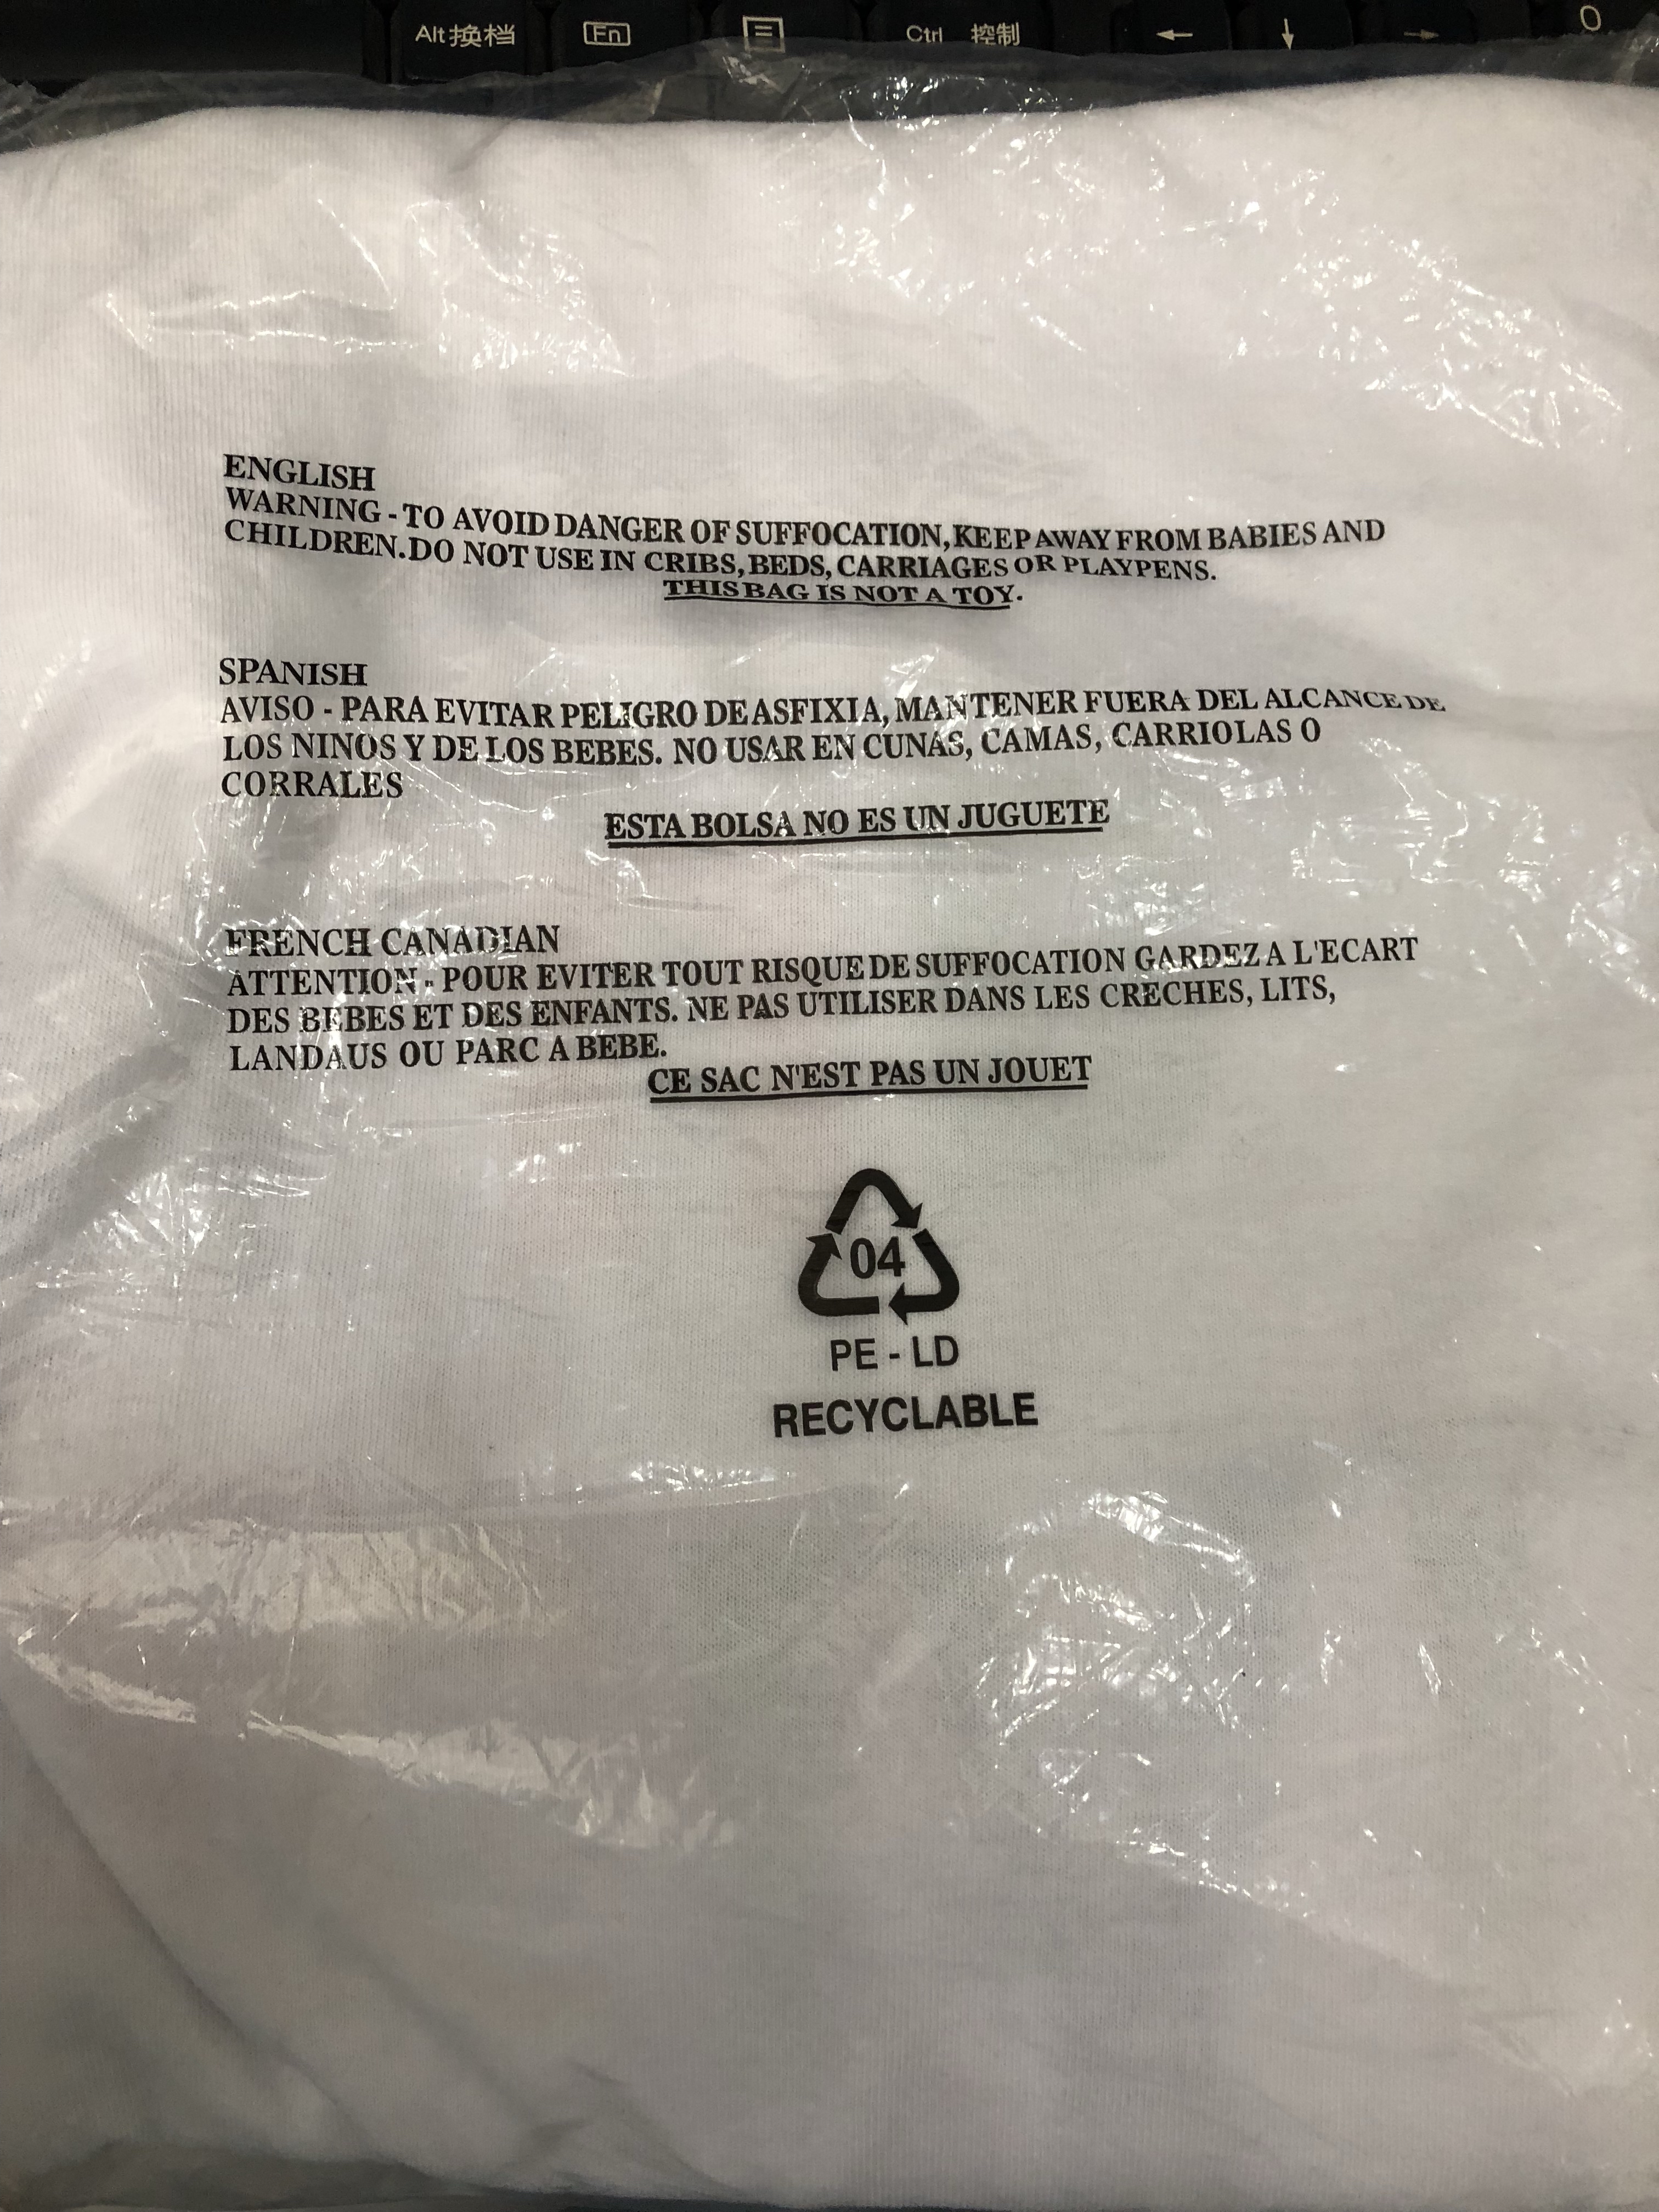 Alt换档 Fn Ctrl 控制 ← ↓ → 0
ENGLISH
WARNING - TO AVOID DANGER OF SUFFOCATION, KEEP AWAY FROM BABIES AND
CHILDREN. DO NOT USE IN CRIBS, BEDS, CARRIAGES OR PLAYPENS.
THIS BAG IS NOT A TOY.
SPANISH
AVISO - PARA EVITAR PELIGRO DE ASFIXIA, MANTENER FUERA DEL ALCANCE DE
LOS NINOS Y DE LOS BEBES. NO USAR EN CUNAS, CAMAS, CARRIOLAS O
CORRALES
ESTA BOLSA NO ES UN JUGUETE
FRENCH CANADIAN
ATTENTION - POUR EVITER TOUT RISQUE DE SUFFOCATION GARDEZ A L'ECART
DES BEBES ET DES ENFANTS. NE PAS UTILISER DANS LES CRECHES, LITS,
LANDAUS OU PARC A BEBE.
CE SAC N'EST PAS UN JOUET
04
PE - LD
RECYCLABLE